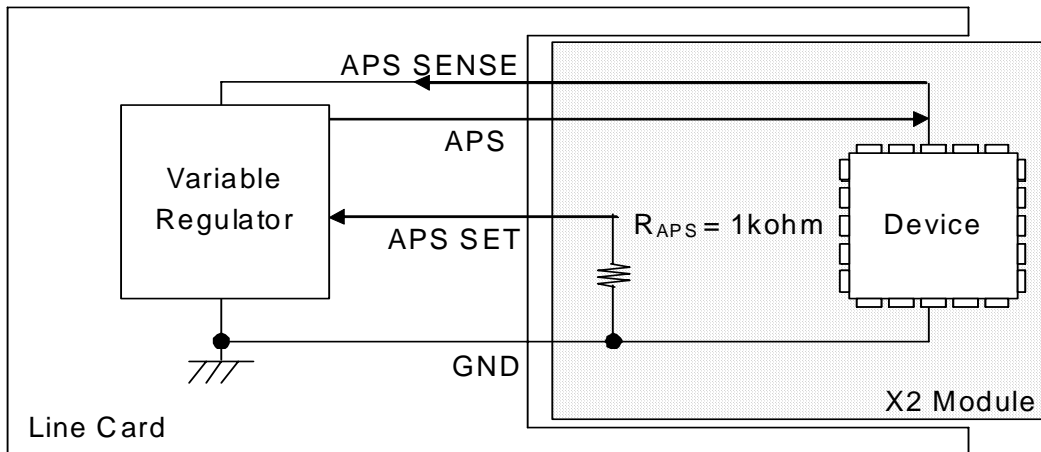 APS SENSE
APS
Variable
Regulator
APS SET
RAPS = 1kohm
Device
GND
X2 Module
Line Card